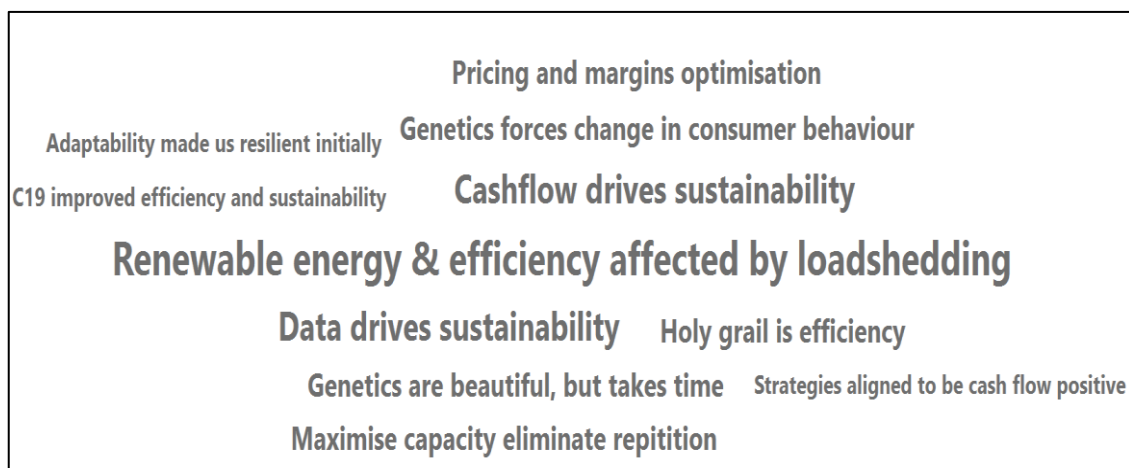 Pricing and margins optimisation
Adaptability made us resilient initially
Genetics forces change in consumer behaviour
C19 improved efficiency and sustainability
Cashflow drives sustainability
Renewable energy & efficiency affected by loadshedding
Data drives sustainability
Holy grail is efficiency
Genetics are beautiful, but takes time
Strategies aligned to be cash flow positive
Maximise capacity eliminate repitition